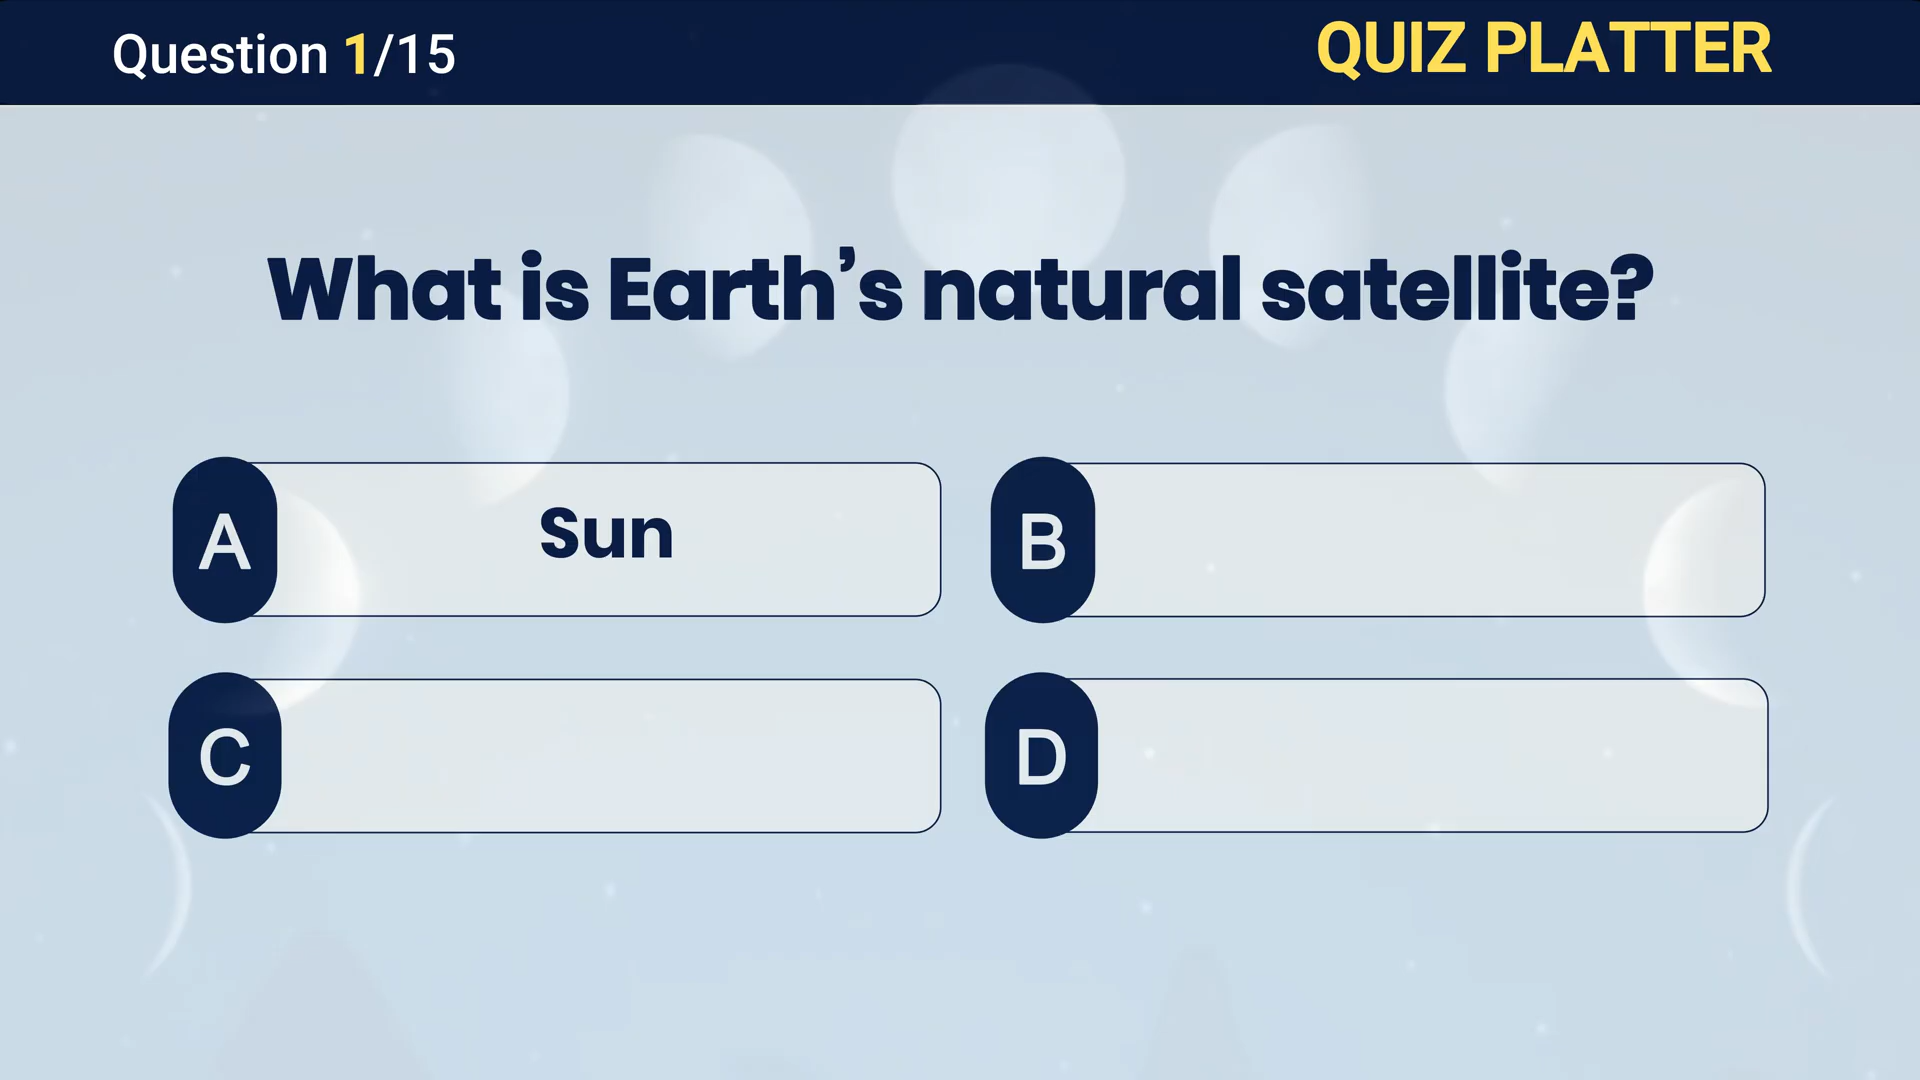 Question 1/15
QUIZ PLATTER
What is Earth’s natural satellite?
A Sun
B
C
D